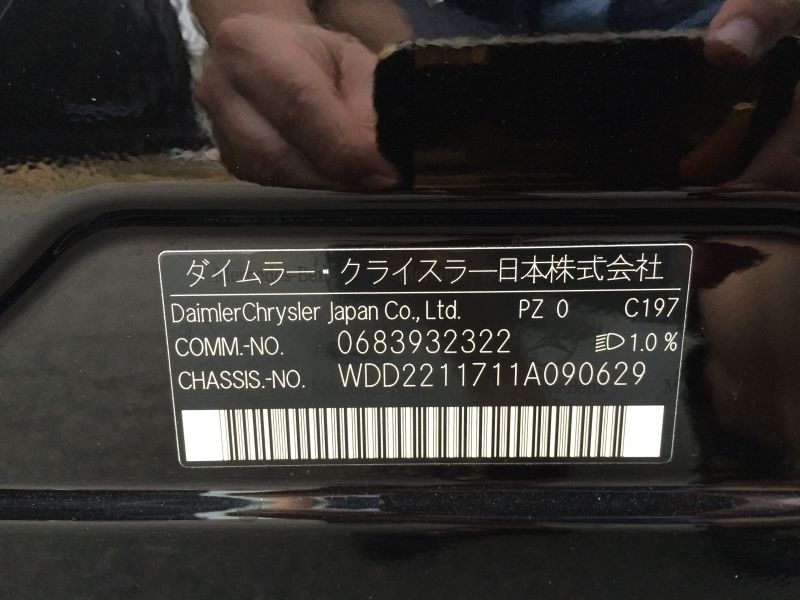 ダイムラー・クライスラー日本株式会社
DaimlerChrysler Japan Co., Ltd. PZ 0 C197
COMM.-NO. 0683932322 1.0 %
CHASSIS.-NO. WDD2211711A090629